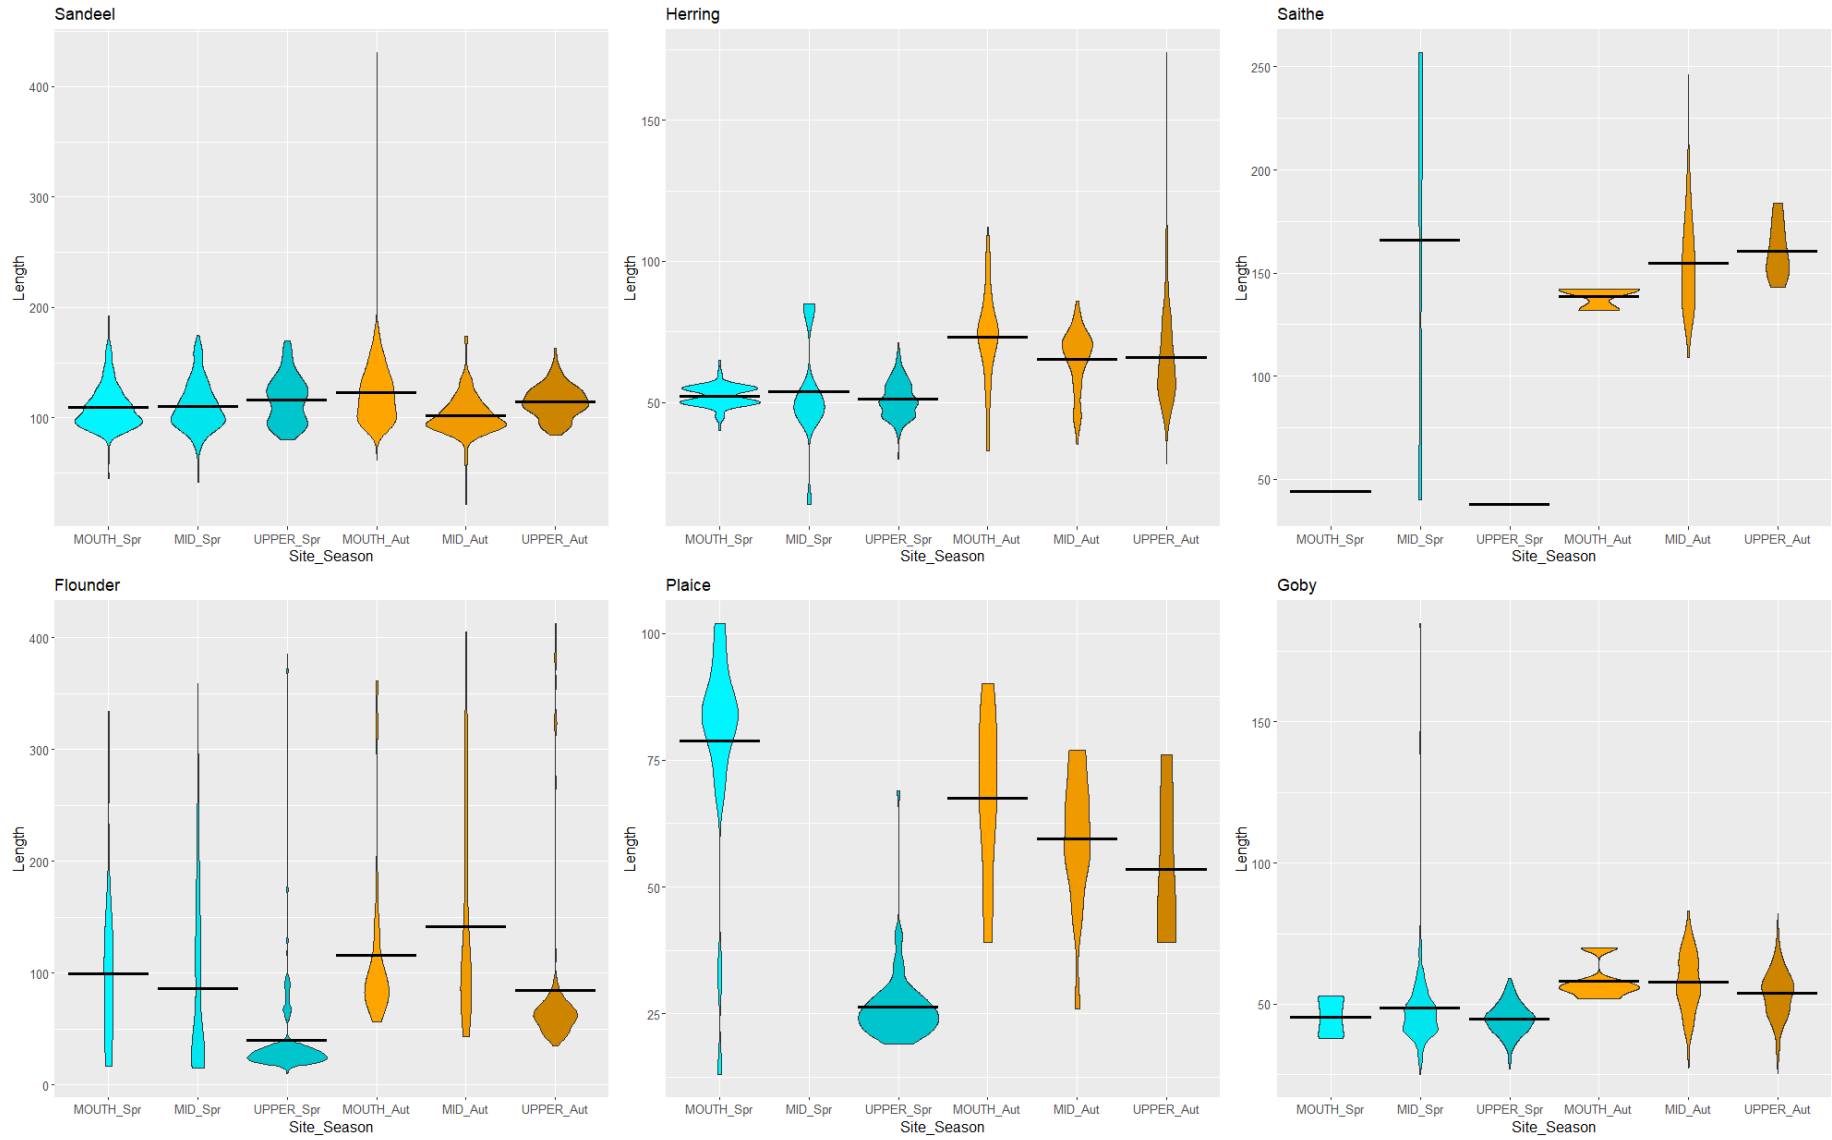 Sandeel
Herring
Saithe
Length
400
300
200
100
MOUTH_Spr MID_Spr UPPER_Spr MOUTH_Aut MID_Aut UPPER_Aut
Site_Season
Length
150
100
50
MOUTH_Spr MID_Spr UPPER_Spr MOUTH_Aut MID_Aut UPPER_Aut
Site_Season
Length
250
200
150
100
50
MOUTH_Spr MID_Spr UPPER_Spr MOUTH_Aut MID_Aut UPPER_Aut
Site_Season
Flounder
Plaice
Goby
Length
400
300
200
100
0
MOUTH_Spr MID_Spr UPPER_Spr MOUTH_Aut MID_Aut UPPER_Aut
Site_Season
Length
100
75
50
25
MOUTH_Spr MID_Spr UPPER_Spr MOUTH_Aut MID_Aut UPPER_Aut
Site_Season
Length
150
100
50
MOUTH_Spr MID_Spr UPPER_Spr MOUTH_Aut MID_Aut UPPER_Aut
Site_Season